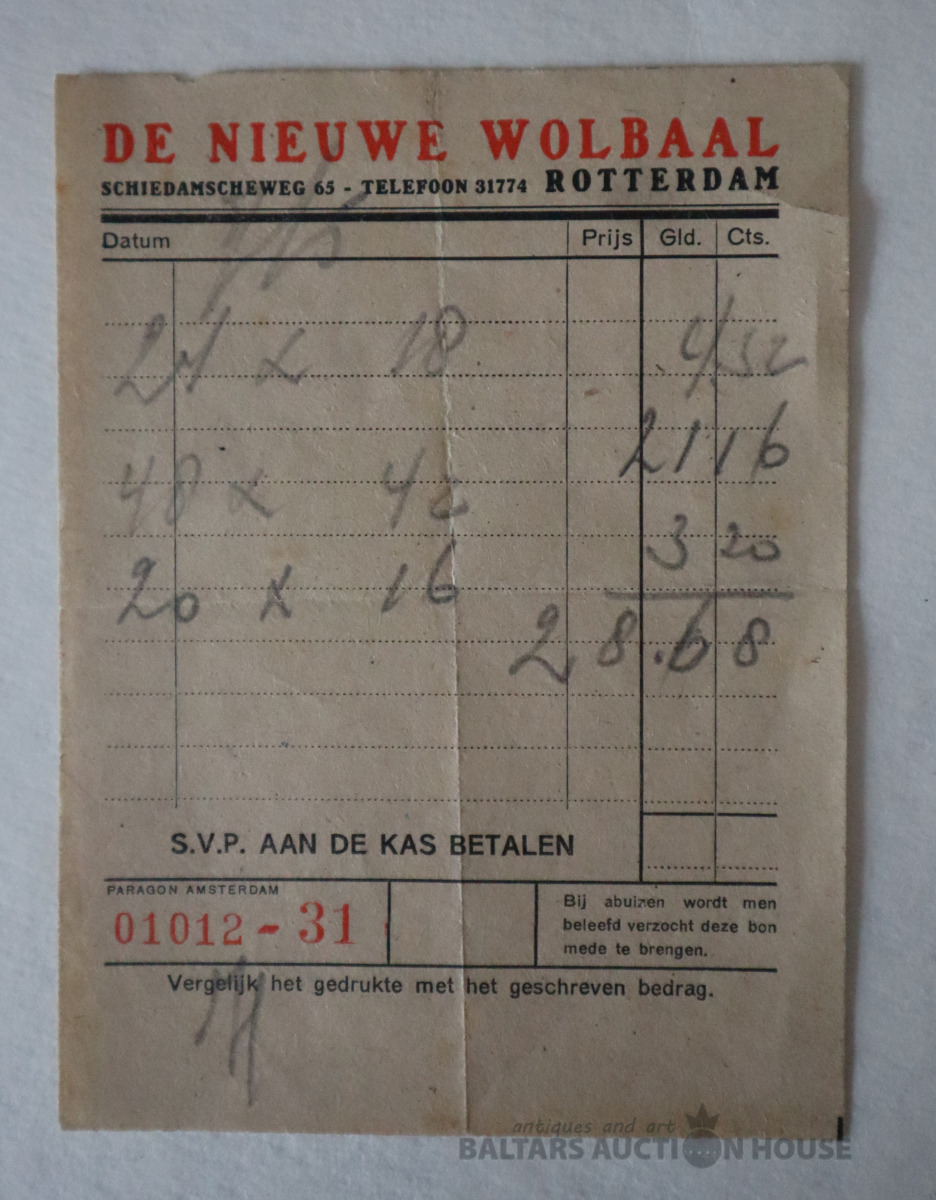 DE NIEUWE WOLBAAL
SCHIEDAMSCHEWEG 65 - TELEFOON 31774 ROTTERDAM
Datum Prijs Gld. Cts.
24 x 18 4,32
21 16
48 x 42
3 20
20 x 16
28.68
S.V.P. AAN DE KAS BETALEN
PARAGON AMSTERDAM
01012 - 31
Bij abuizen wordt men
beleefd verzocht deze bon
mede te brengen.
Vergelijk het gedrukte met het geschreven bedrag.
antiques and art
BALTARS AUCTION HOUSE